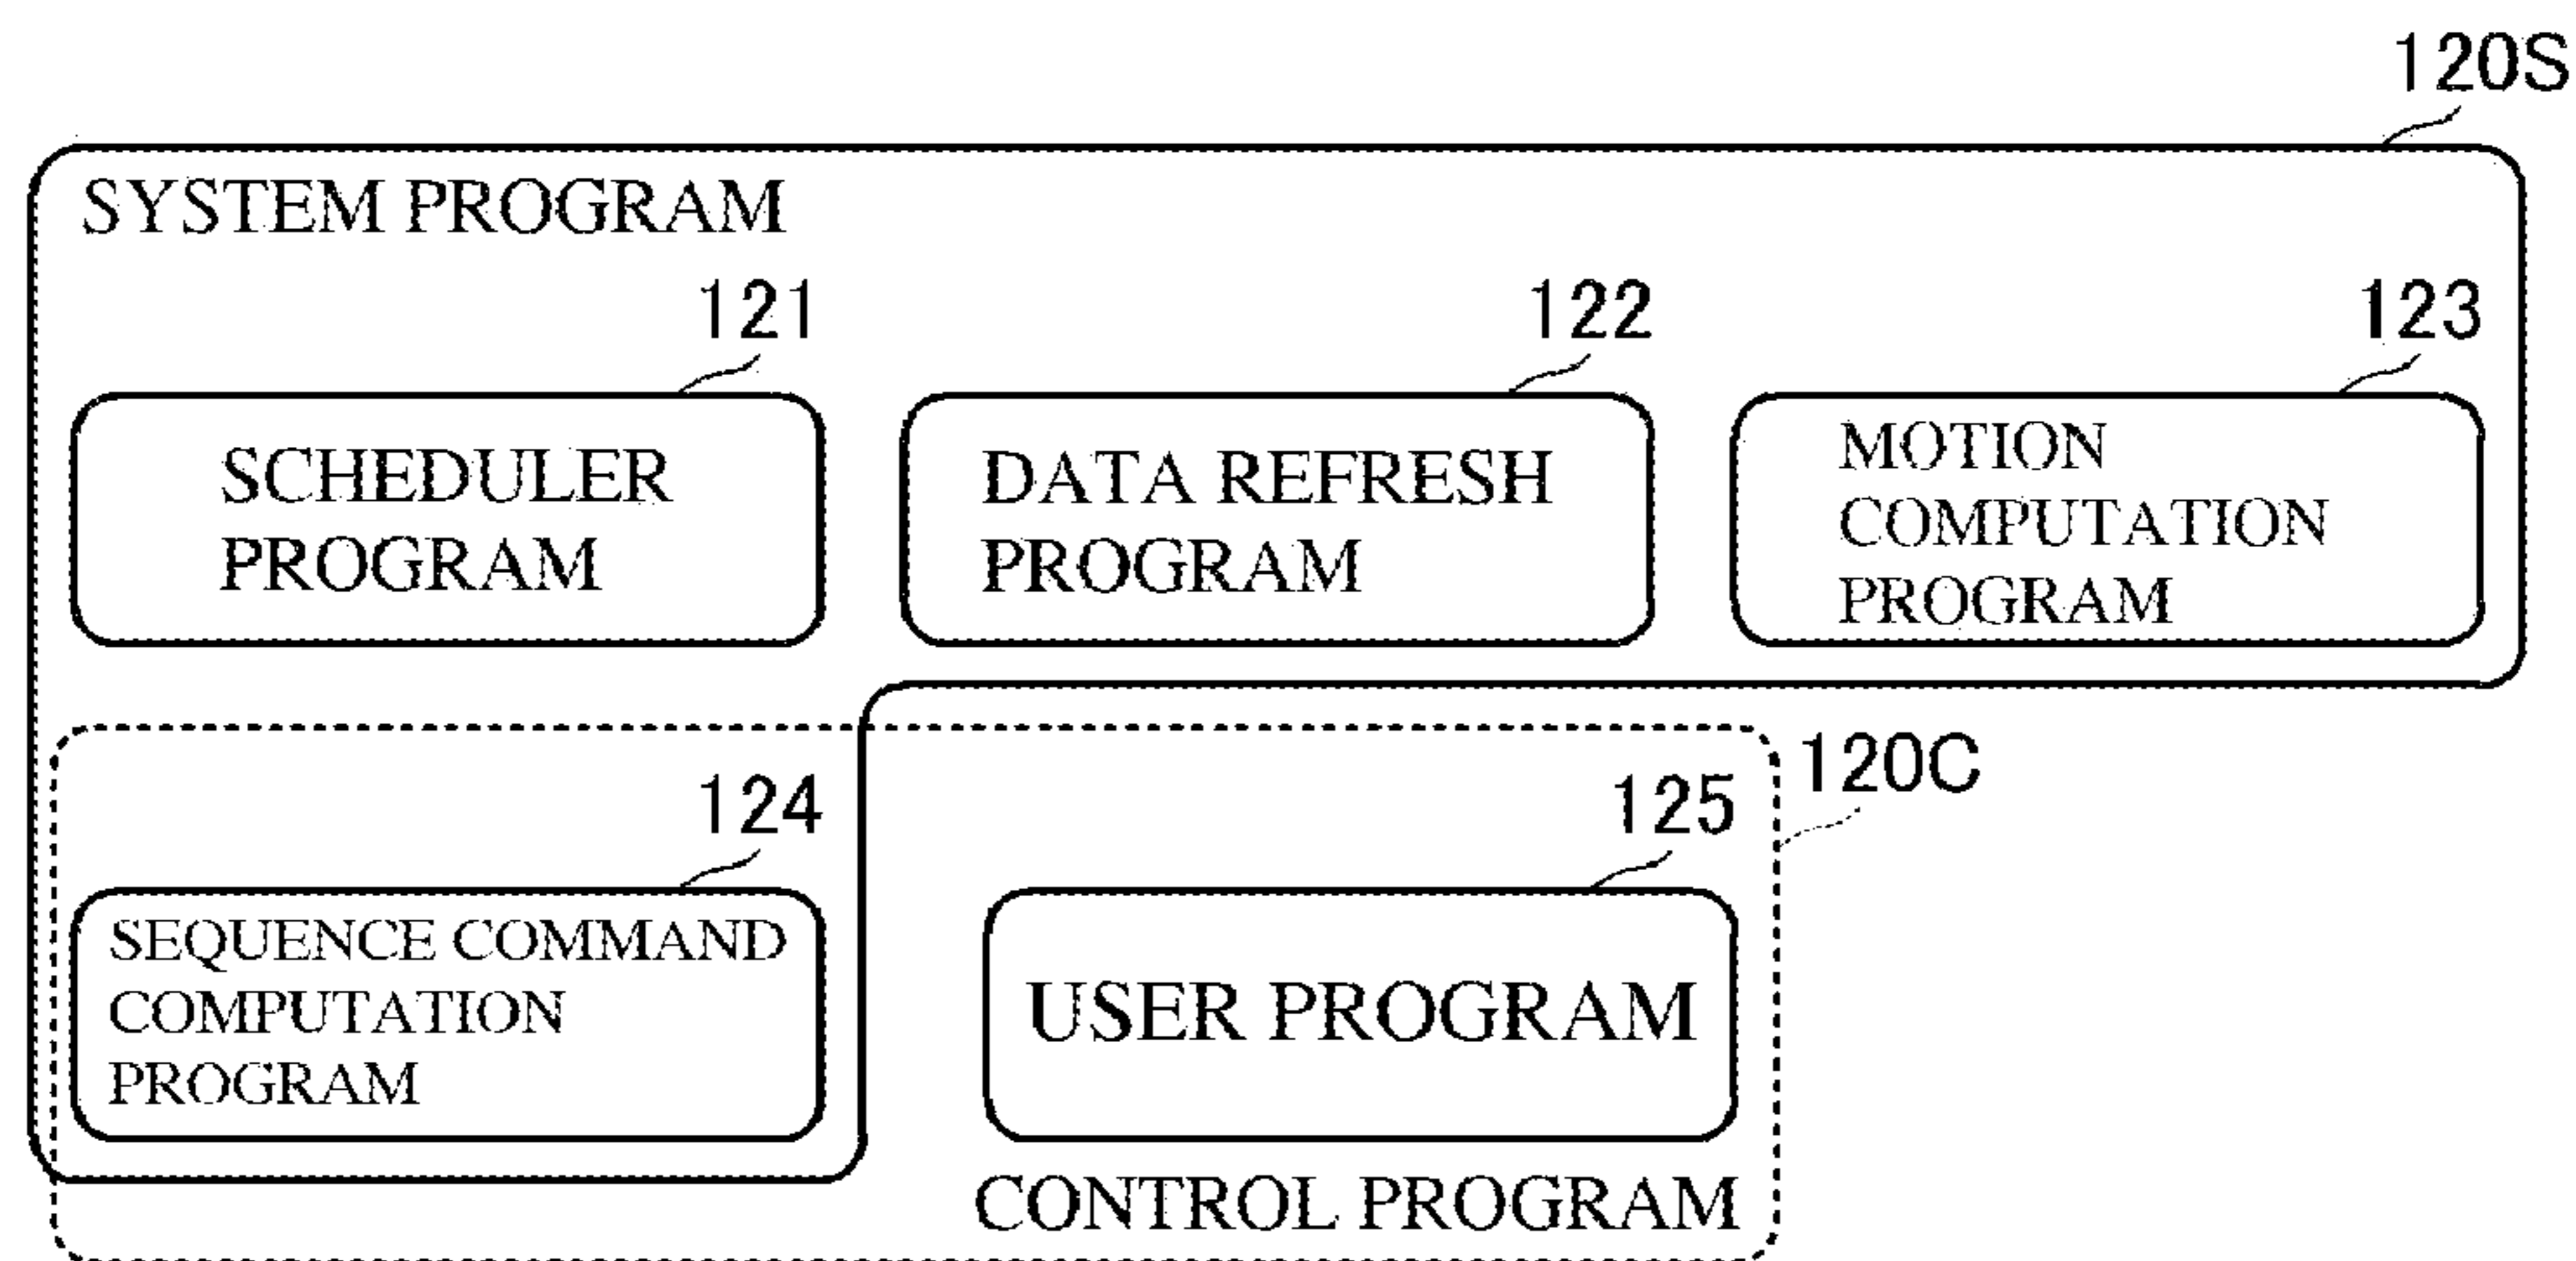 120S
SYSTEM PROGRAM
121
122
123
SCHEDULER
PROGRAM
DATA REFRESH
PROGRAM
MOTION
COMPUTATION
PROGRAM
120C
124
125
SEQUENCE COMMAND
COMPUTATION
PROGRAM
USER PROGRAM
CONTROL PROGRAM